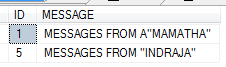 ID MESSAGE
1 MESSAGES FROM A"MAMATHA"
5 MESSAGES FROM "INDRAJA"